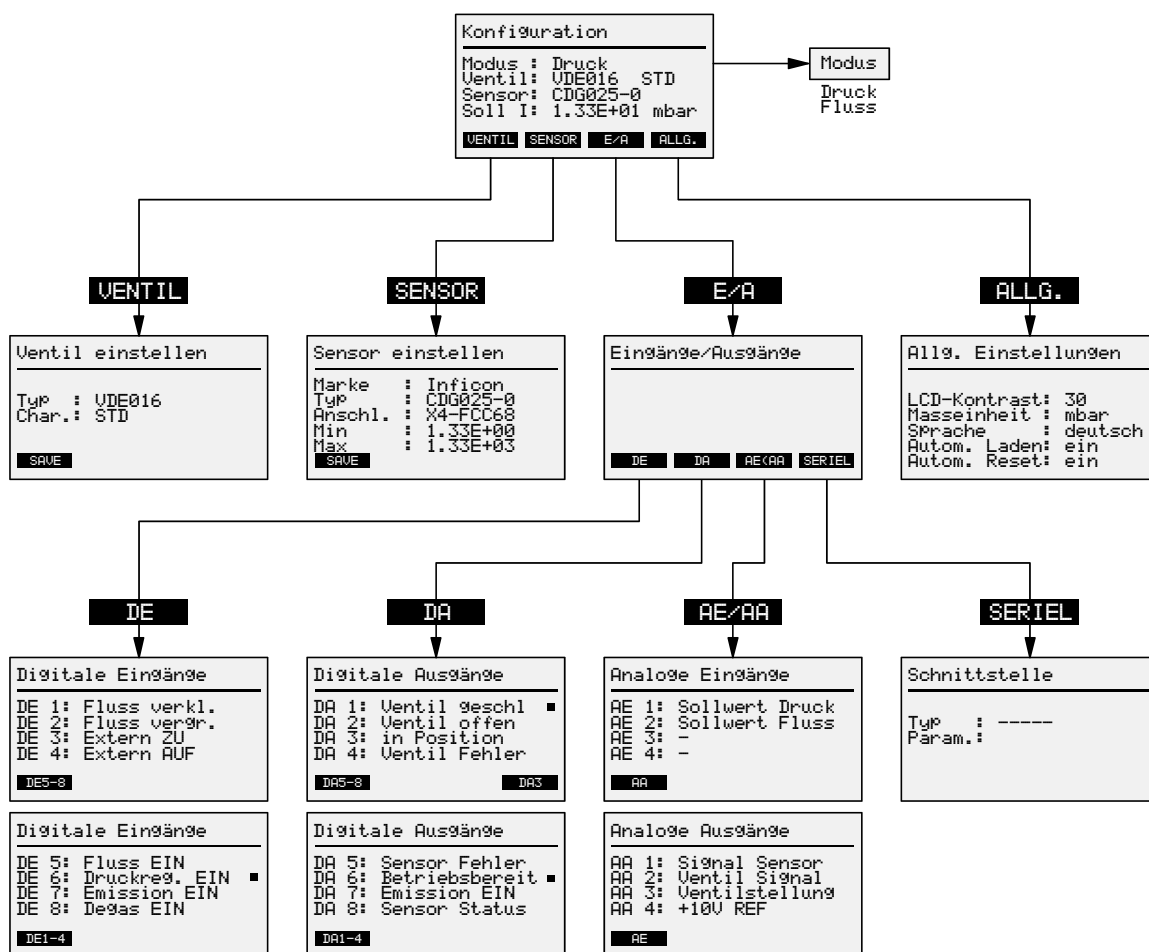 Konfiguration
Modus : Druck
Ventil: VDE016 STD
Sensor: CDG025-0
Soll I: 1.33E+01 mbar
VENTIL SENSOR E/A ALLG.
Modus
Druck
Fluss
VENTIL
Ventil einstellen
Typ : VDE016
Char.: STD
SAVE
SENSOR
Sensor einstellen
Marke : Inficon
Typ : CDG025-0
Anschl. : X4-FCC68
Min : 1.33E+00
Max : 1.33E+03
SAVE
E/A
Eingänge/Ausgänge
DE DA AE(AA SERIEL
ALLG.
Allg. Einstellungen
LCD-Kontrast: 30
Masseinheit : mbar
Sprache : deutsch
Autom. Laden: ein
Autom. Reset: ein
DE
Digitale Eingänge
DE 1: Fluss verkl.
DE 2: Fluss vergr.
DE 3: Extern ZU
DE 4: Extern AUF
DE5-8
Digitale Eingänge
DE 5: Fluss EIN
DE 6: Druckreg. EIN ■
DE 7: Emission EIN
DE 8: Degas EIN
DE1-4
DA
Digitale Ausgänge
DA 1: Ventil geschl ■
DA 2: Ventil offen
DA 3: in Position
DA 4: Ventil Fehler
DA5-8 DA3
Digitale Ausgänge
DA 5: Sensor Fehler
DA 6: Betriebsbereit ■
DA 7: Emission EIN
DA 8: Sensor Status
DA1-4
AE/AA
Analoge Eingänge
AE 1: Sollwert Druck
AE 2: Sollwert Fluss
AE 3: -
AE 4: -
AA
Analoge Ausgänge
AA 1: Signal Sensor
AA 2: Ventil Signal
AA 3: Ventilstellung
AA 4: +10V REF
AE
SERIEL
Schnittstelle
Typ : -----
Param.: